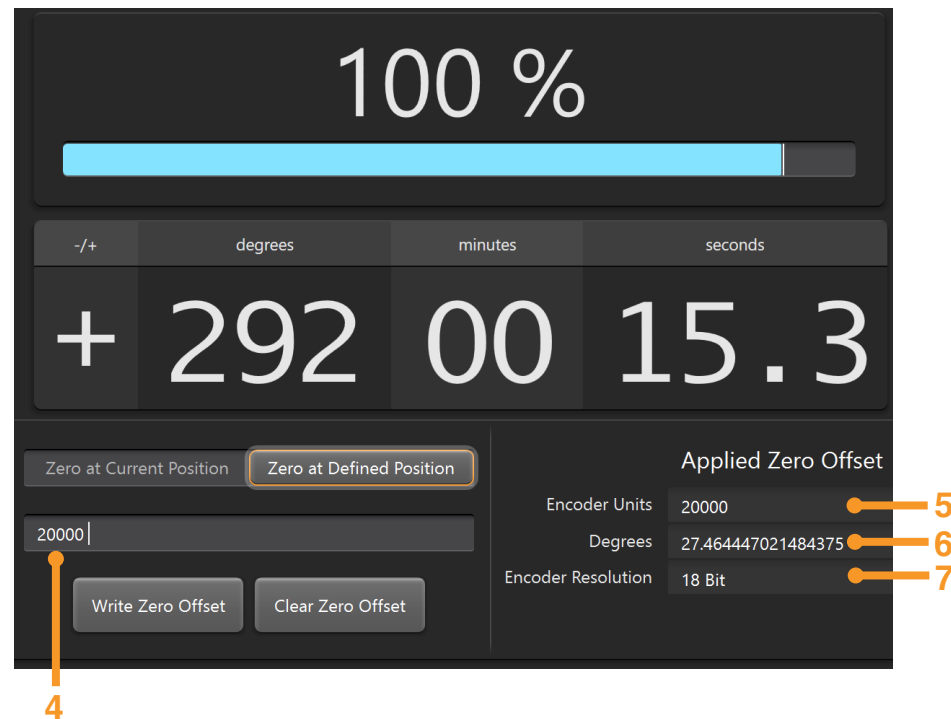 100 %
-/+ degrees minutes seconds
+ 292 00 15.3
Zero at Current Position Zero at Defined Position
20000
Write Zero Offset Clear Zero Offset
Applied Zero Offset
Encoder Units 20000 5
Degrees 27.464447021484375 6
Encoder Resolution 18 Bit 7
4